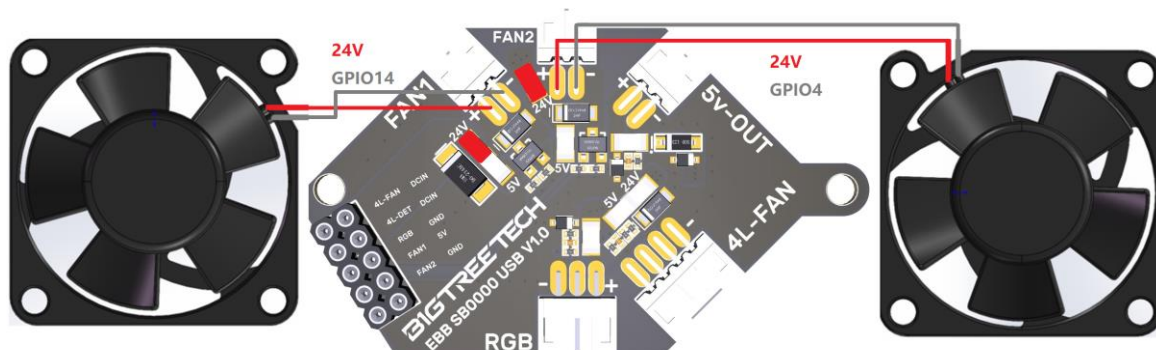 24V
GPIO14
FAN2
+
-
24V
GPIO4
FAN1
24V
+
-
24V
5V-OUT
5V
5V
4L-FAN
DCIN
4L-DET
DCIN
RGB
GND
FAN1
5V
FAN2
GND
5V
24V
-
4L-FAN
BIGTREETECH
EBB SB0000 USB V1.0
-
+
RGB